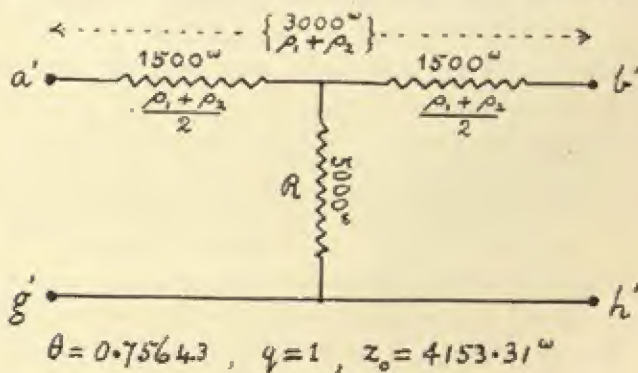 { 3000ω
ρ₁ + ρ₂ }
1500ω
1500ω
a'
b'
ρ₁ + ρ₂
2
ρ₁ + ρ₂
2
R
5000ω
g'
h'
θ = 0.75643 , q = 1 , z₀ = 4153.31ω